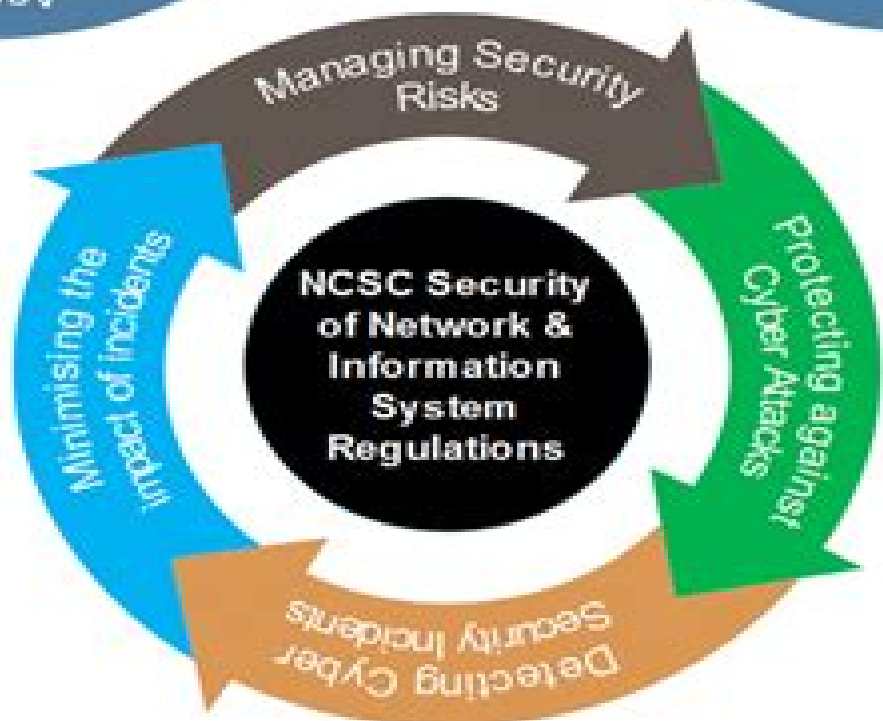 Managing Security
Risks
Protecting against
Cyber Attacks
Detecting Cyber
Security Incidents
Minimising the
impact of incidents
NCSC Security
of Network &
Information
System
Regulations